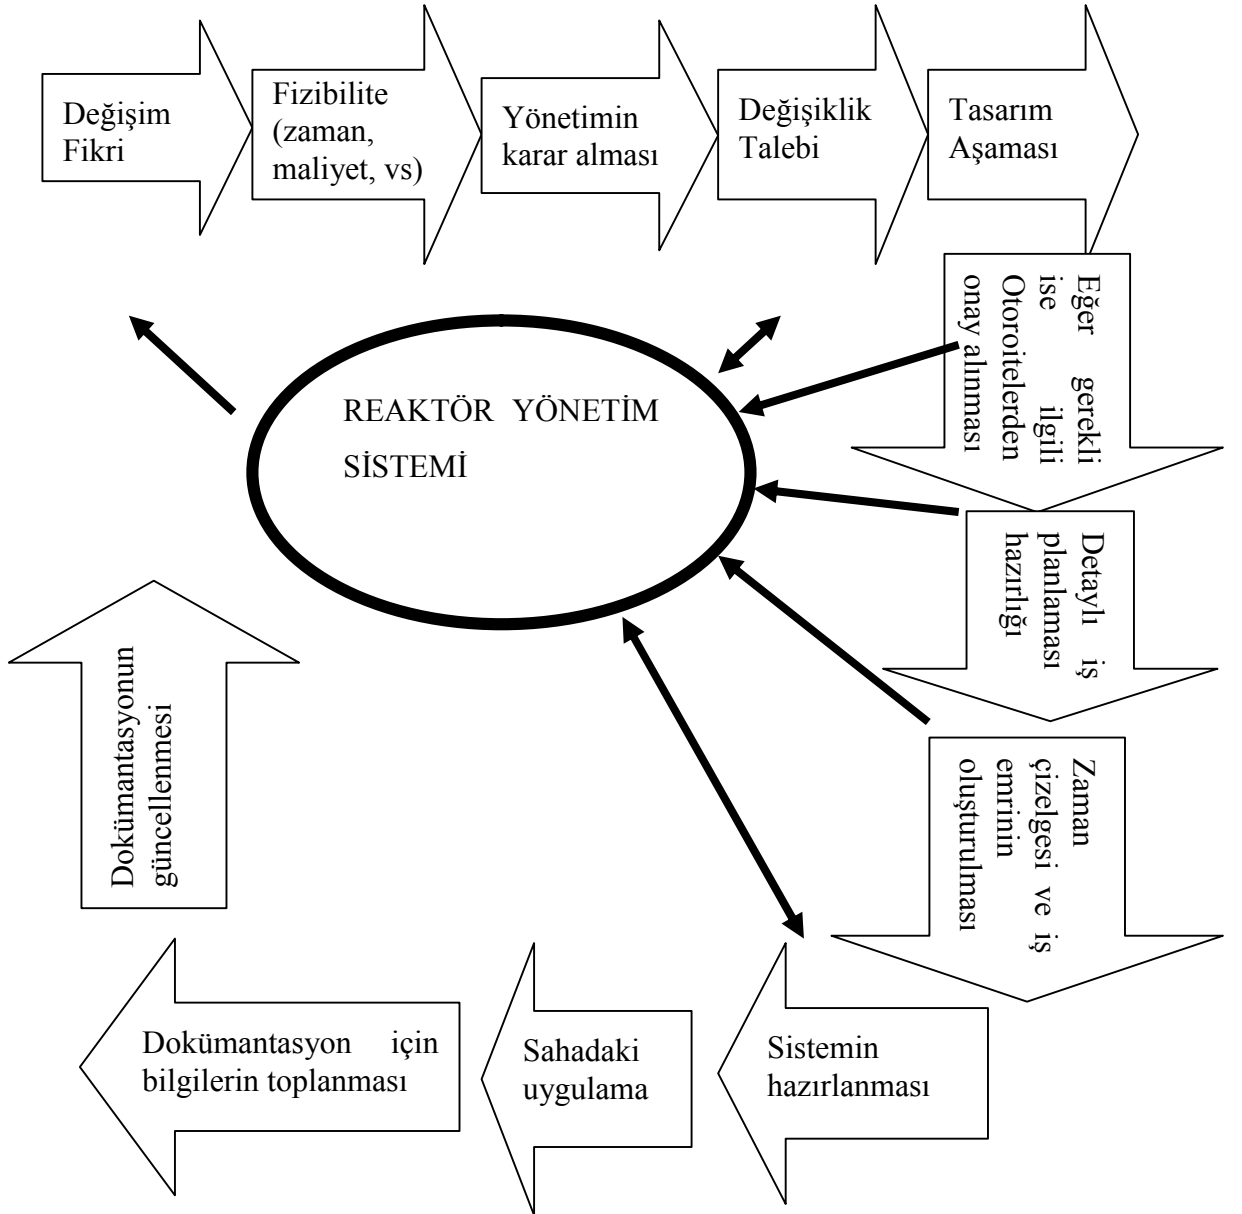 Değişim
Fikri
Fizibilite
(zaman,
maliyet, vs)
Yönetimin
karar alması
Değişiklik
Talebi
Tasarım
Aşaması
Eğer gerekli
ise ilgili
Otoroitelerden
onay alınması
REAKTÖR YÖNETİM
SİSTEMİ
Detaylı iş
planlaması
hazırlığı
Zaman
çizelgesi ve iş
emrinin
oluşturulması
Sistemin
hazırlanması
Sahadaki
uygulama
Dokümantasyon için
bilgilerin toplanması
Dokümantasyonun
güncellenmesi